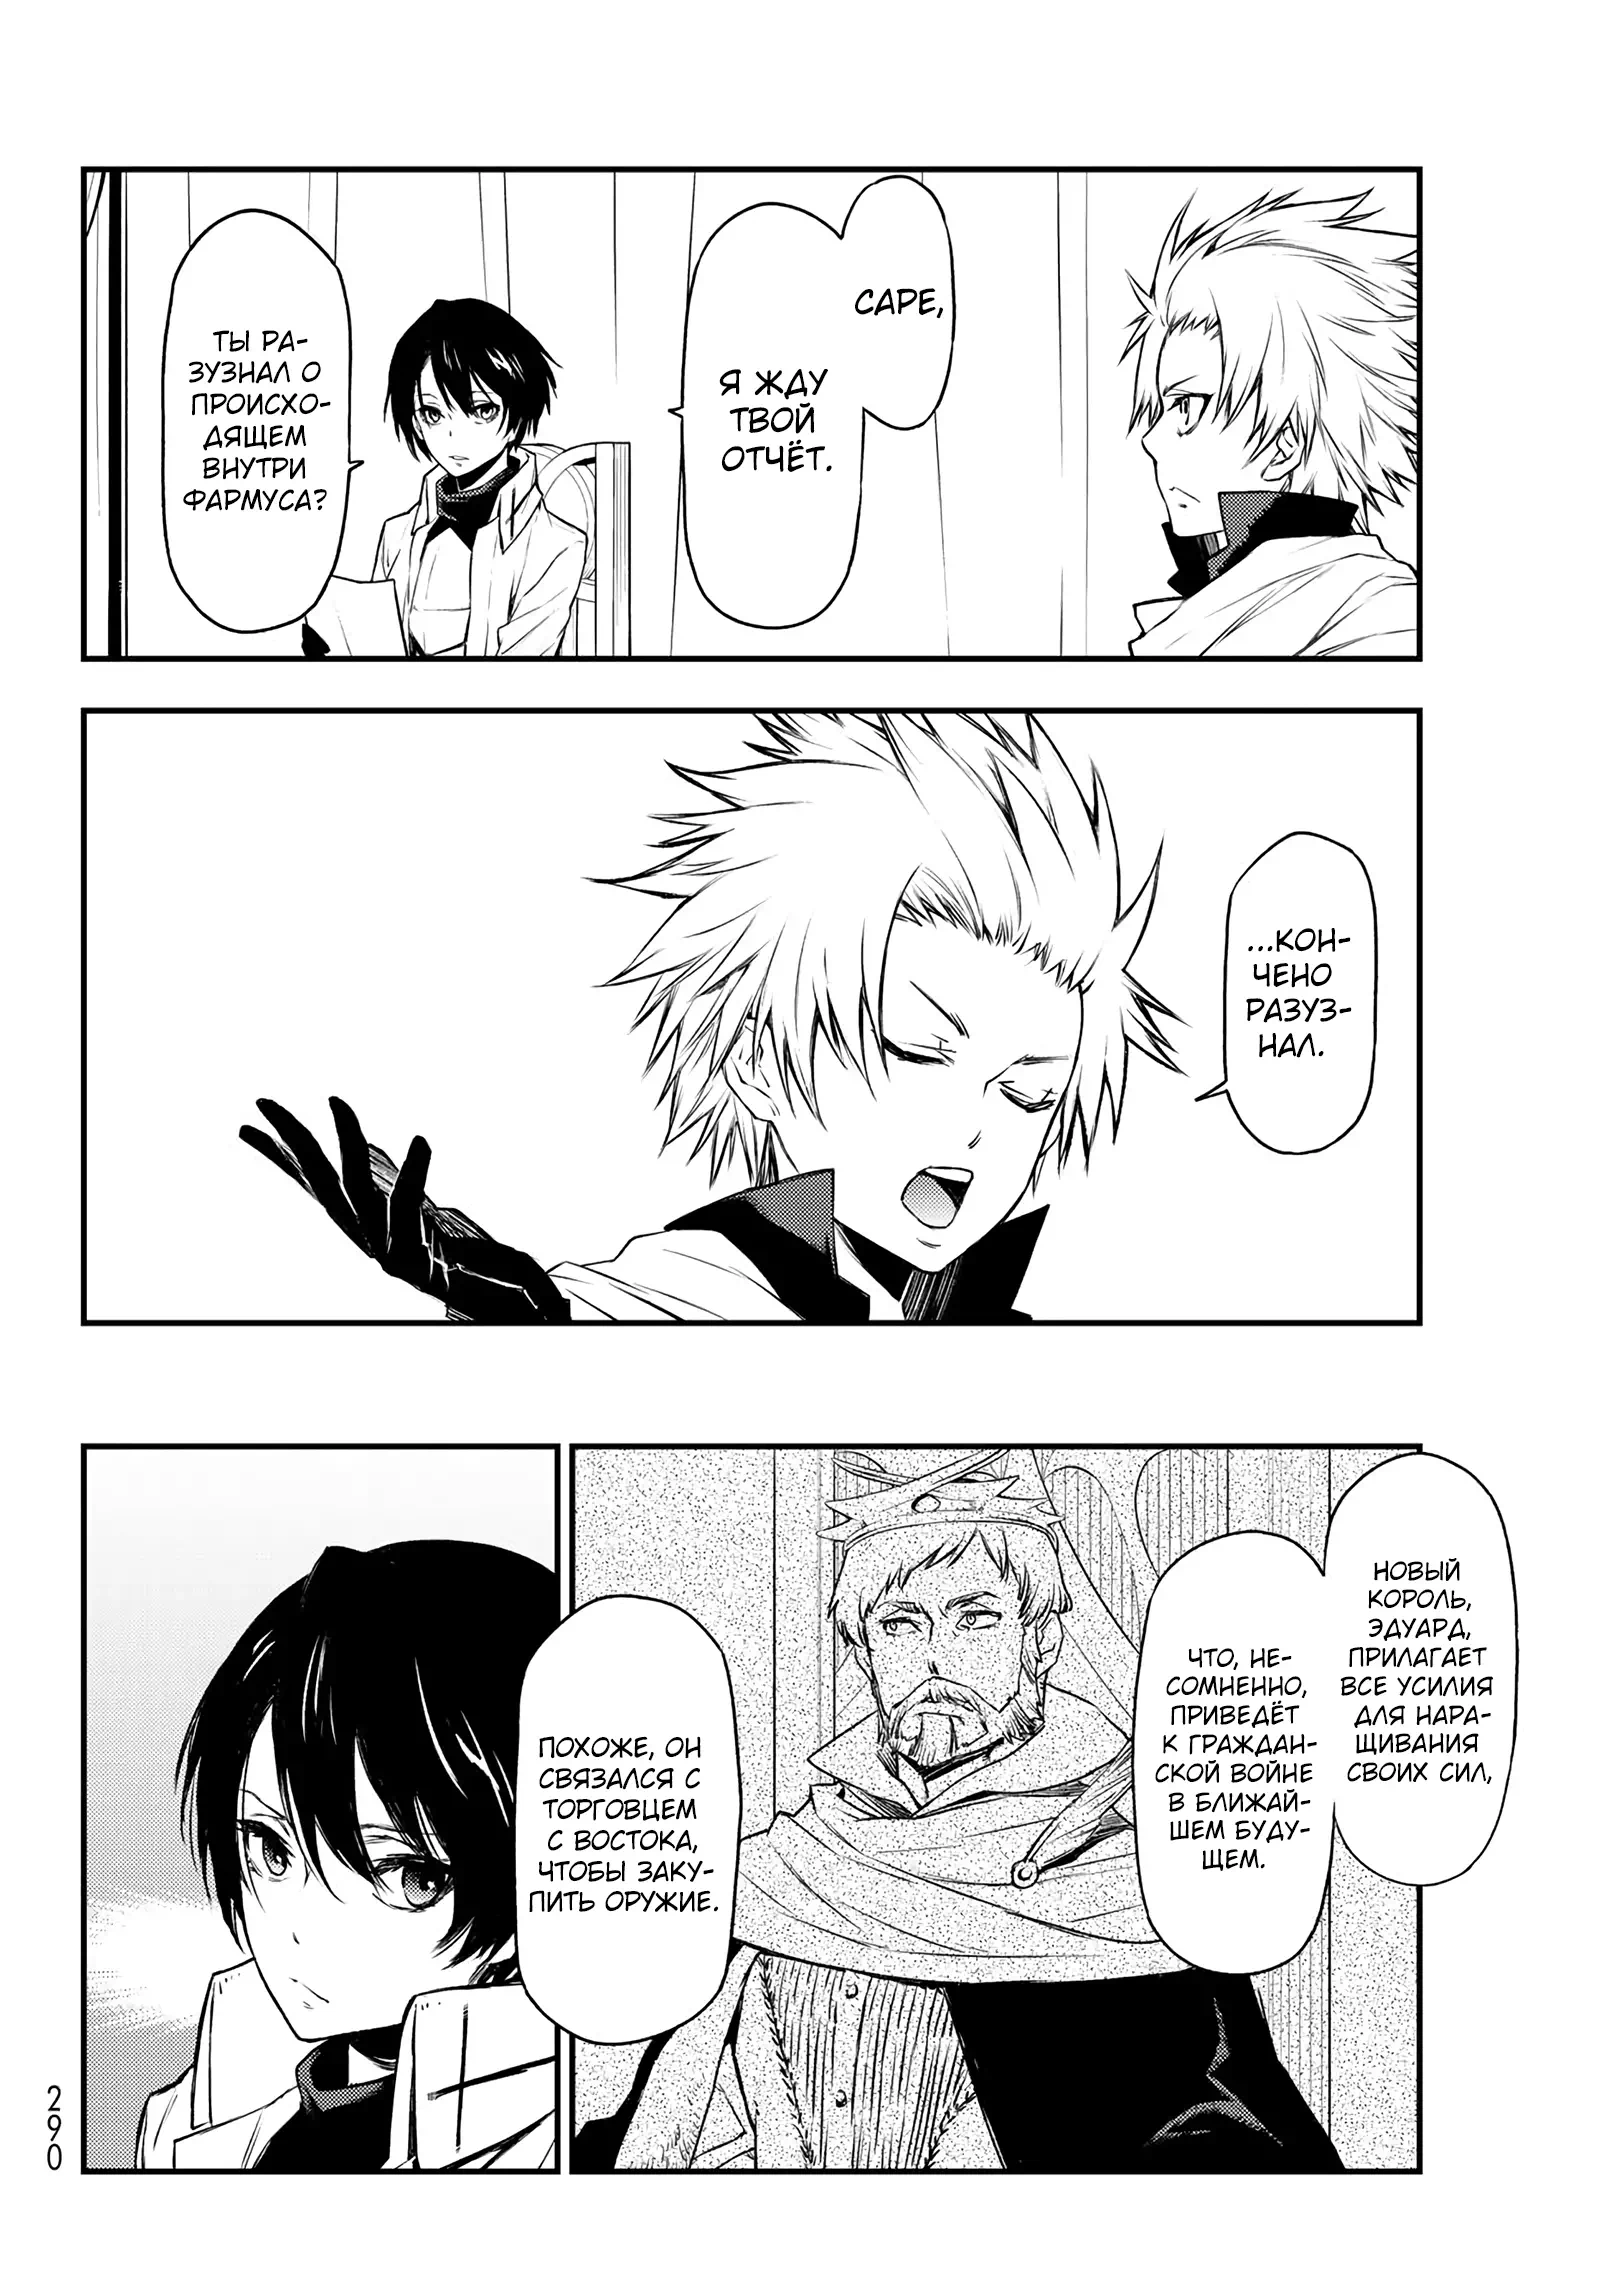 САРЕ,
Я ЖДУ
ТВОЙ
ОТЧЁТ.
ТЫ РА-
ЗУЗНАЛ О
ПРОИСХО-
ДЯЩЕМ
ВНУТРИ
ФАРМУСА?
...КОН-
ЧЕНО
РАЗУЗ-
НАЛ.
НОВЫЙ
КОРОЛЬ,
ЭДУАРД,
ПРИЛАГАЕТ
ВСЕ УСИЛИЯ
ДЛЯ НАРА-
ЩИВАНИЯ
СВОИХ СИЛ,
ЧТО, НЕ-
СОМНЕННО,
ПРИВЕДЁТ
К ГРАЖДАН-
СКОЙ ВОЙНЕ
В БЛИЖАЙ-
ШЕМ БУДУ-
ЩЕМ.
ПОХОЖЕ, ОН
СВЯЗАЛСЯ С
ТОРГОВЦЕМ
С ВОСТОКА,
ЧТОБЫ ЗАКУ-
ПИТЬ ОРУЖИЕ.
290